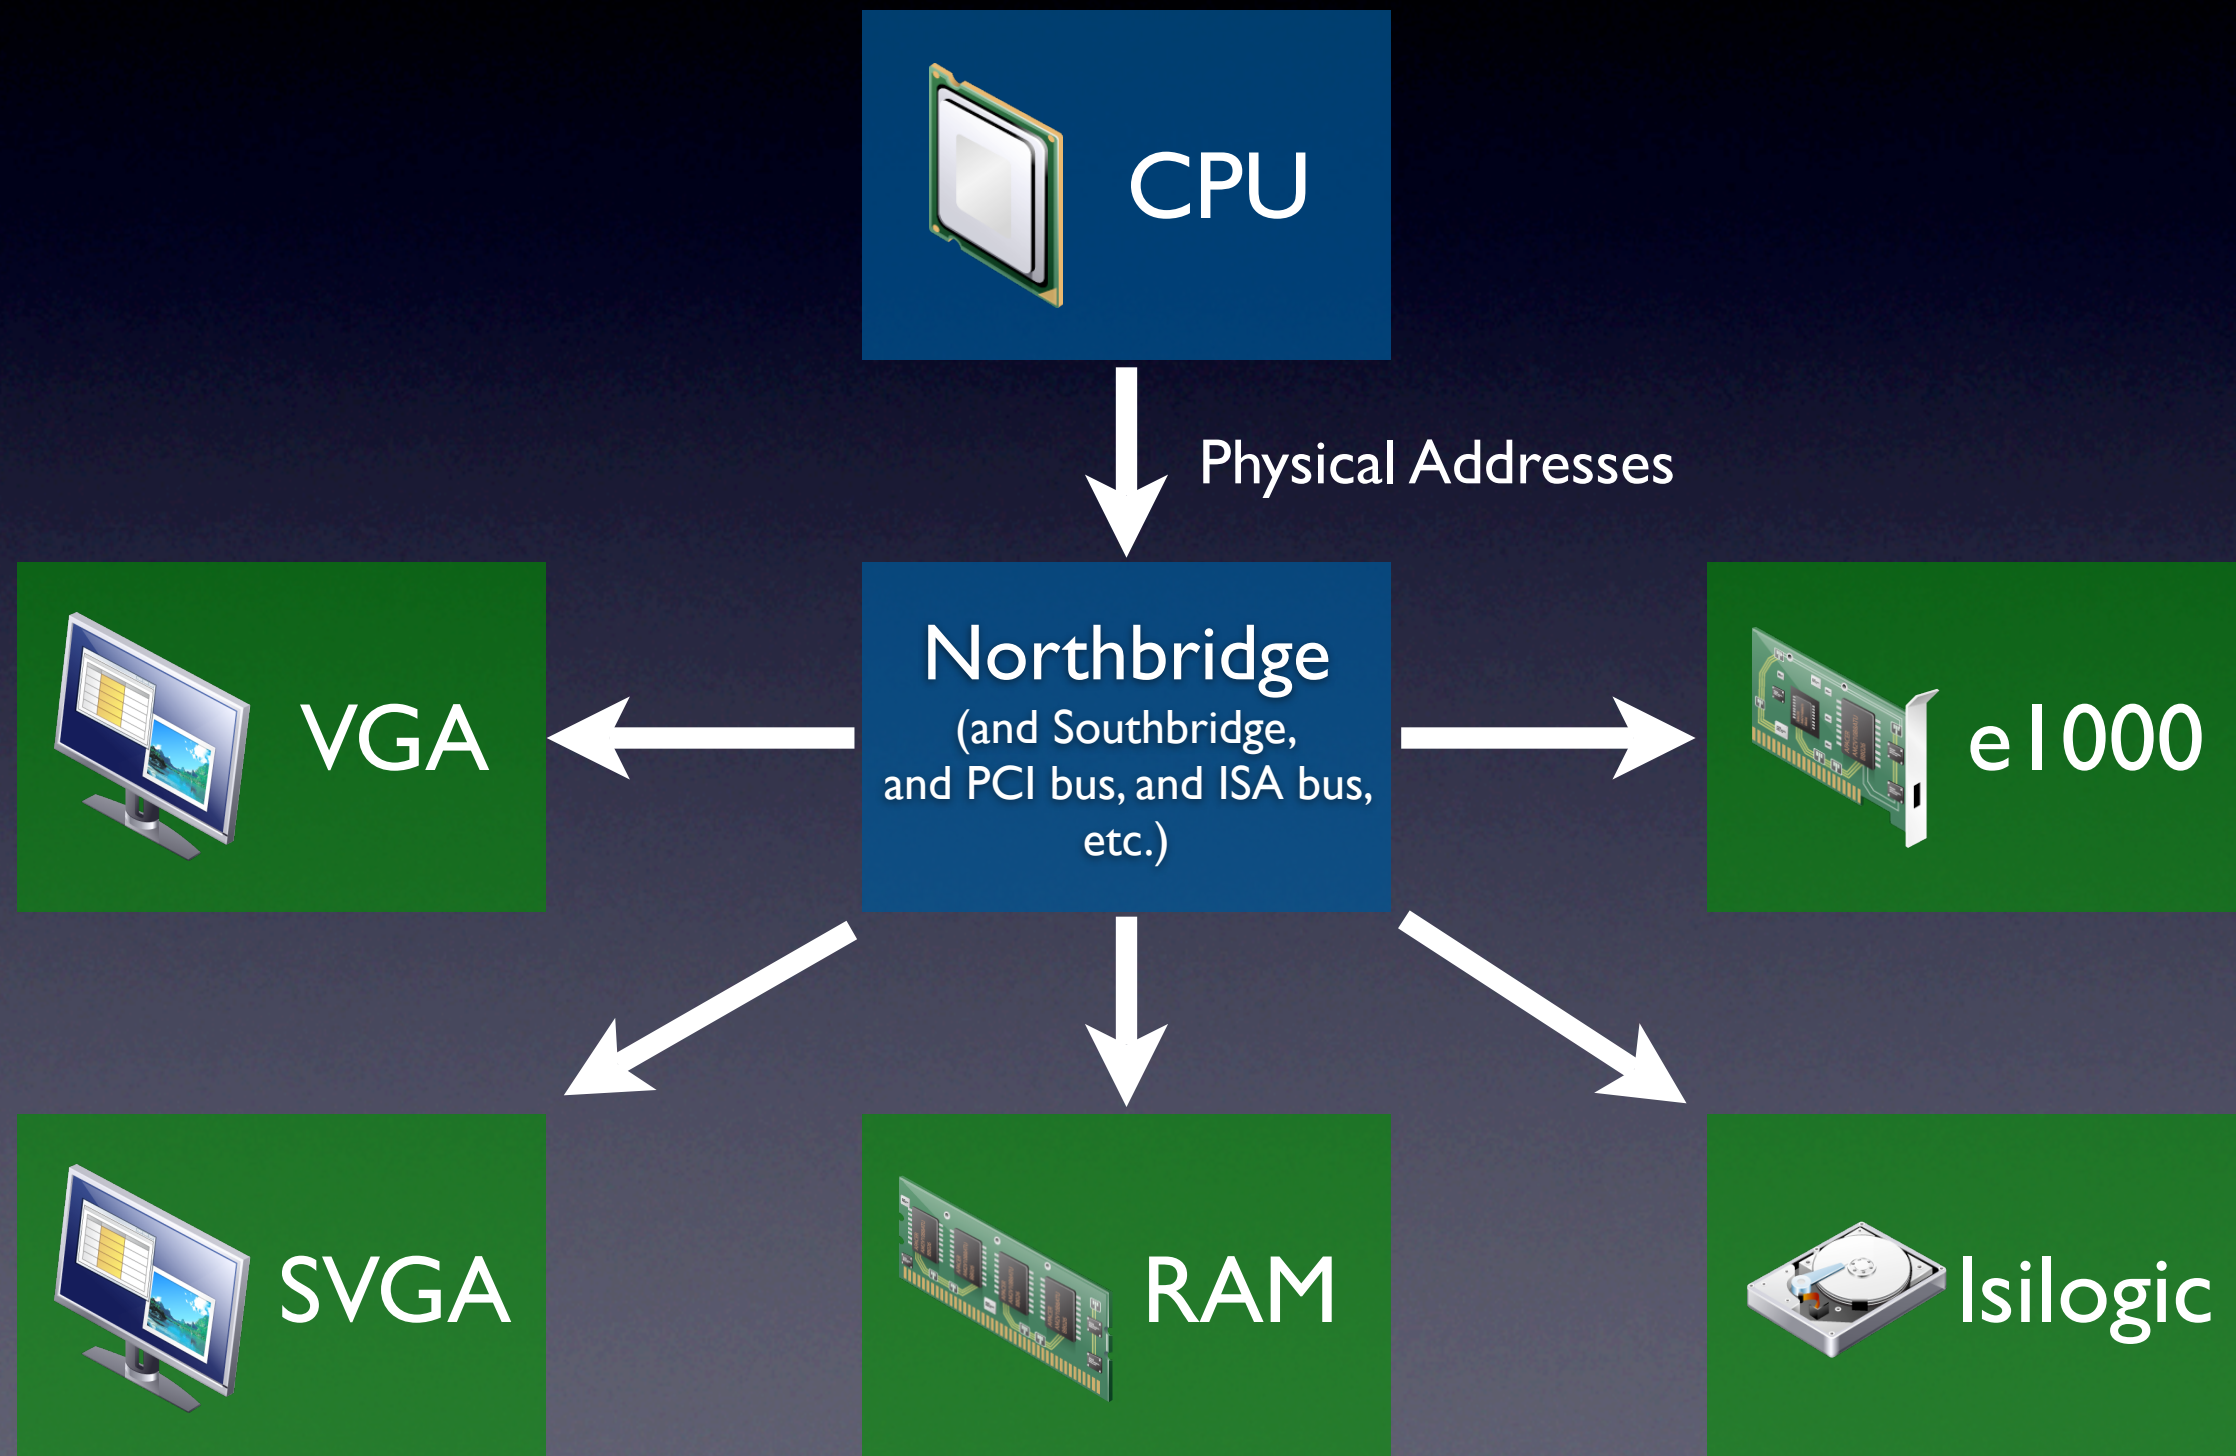 CPU
Physical Addresses
VGA
Northbridge
(and Southbridge,
and PCI bus, and ISA bus,
etc.)
e1000
SVGA
RAM
lsilogic